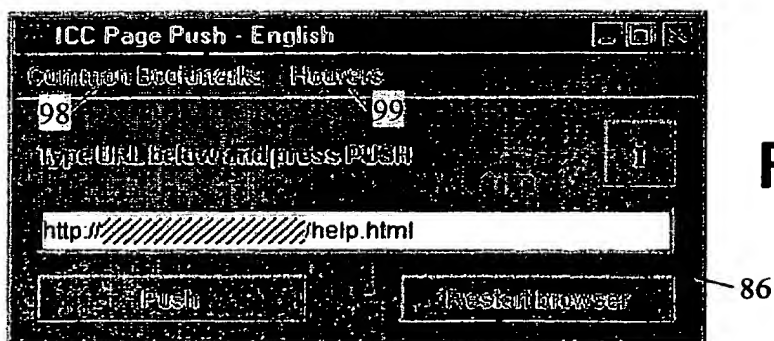 ICC Page Push - English
Common Bookmarks Hoovers
98 99
Type URL below and press PUSH
i
http:// /help.html
Push Restart browser
86
F